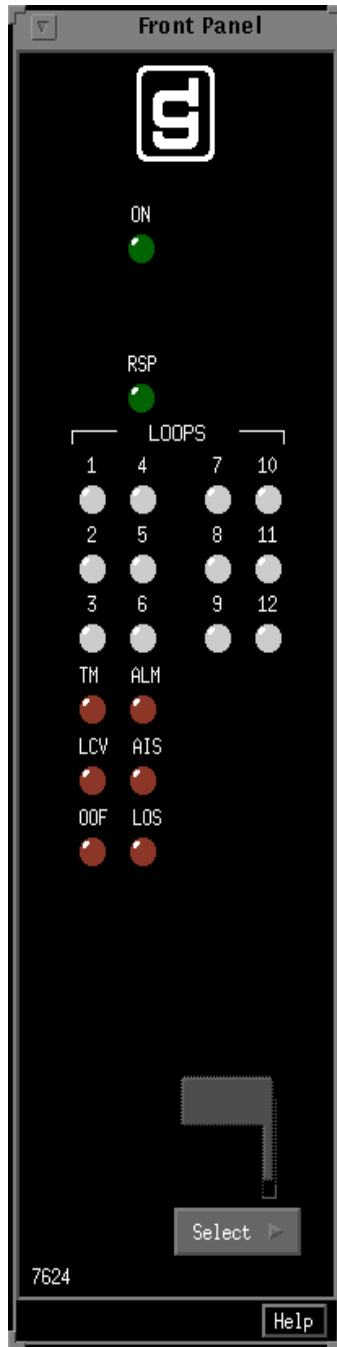 Front Panel
ON
RSP
LOOPS
1 4 7 10
2 5 8 11
3 6 9 12
TM ALM
LCV AIS
OOF LOS
Select
7624
Help